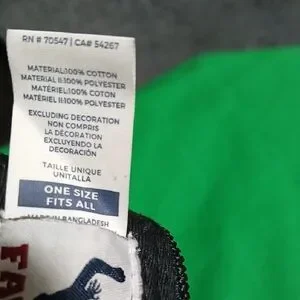 RN # 70547 | CA# 54267
MATERIAL:100% COTTON
MATERIAL II:100% POLYESTER
MATÉRIEL:100% COTON
MATÉRIEL II:100% POLYESTER
EXCLUDING DECORATION
NON COMPRIS
LA DÉCORATION
EXCLUYENDO LA
DECORACIÓN
TAILLE UNIQUE
UNITALLA
ONE SIZE
FITS ALL
MADE IN BANGLADESH